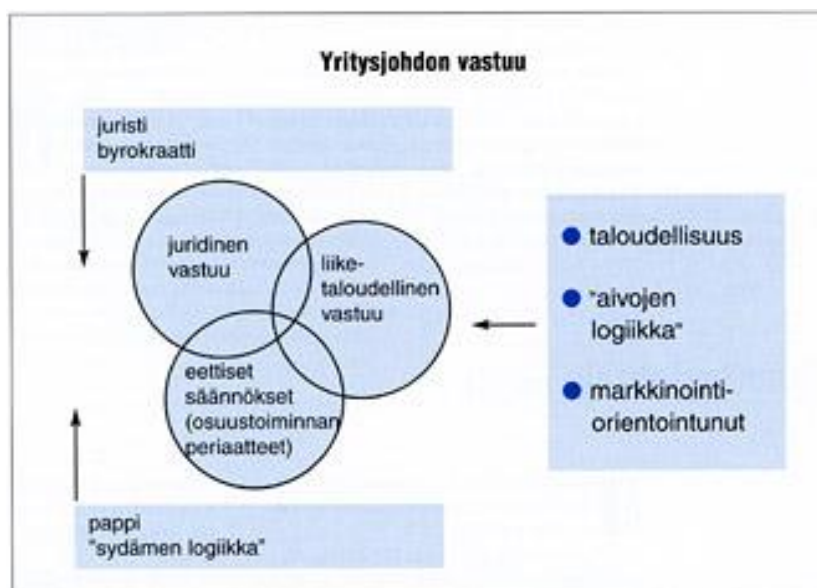 Yritysjohdon vastuu
juristi
byrokraatti
juridinen
vastuu
liike-
taloudellinen
vastuu
eettiset
säännökset
(osuustoiminnan
periaatteet)
taloudellisuus
"aivojen
logiikka"
markkinointi-
orientointunut
pappi
"sydämen logiikka"